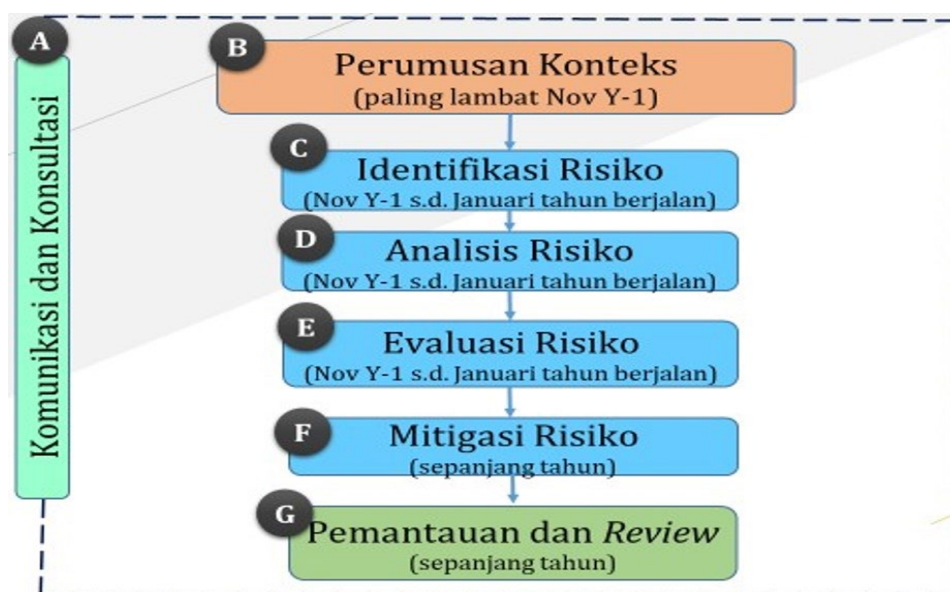 A
Komunikasi dan Konsultasi
B
Perumusan Konteks
(paling lambat Nov Y-1)
C
Identifikasi Risiko
(Nov Y-1 s.d. Januari tahun berjalan)
D
Analisis Risiko
(Nov Y-1 s.d. Januari tahun berjalan)
E
Evaluasi Risiko
(Nov Y-1 s.d. Januari tahun berjalan)
F
Mitigasi Risiko
(sepanjang tahun)
G
Pemantauan dan Review
(sepanjang tahun)